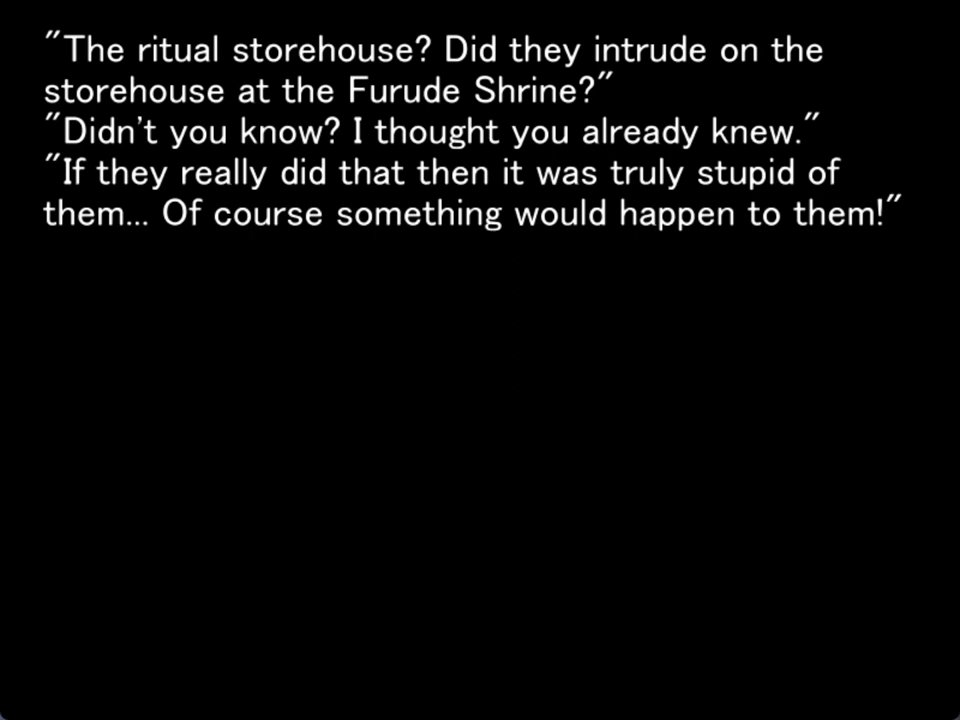 "The ritual storehouse? Did they intrude on the
storehouse at the Furude Shrine?"
"Didn't you know? I thought you already knew."
"If they really did that then it was truly stupid of
them... Of course something would happen to them!"